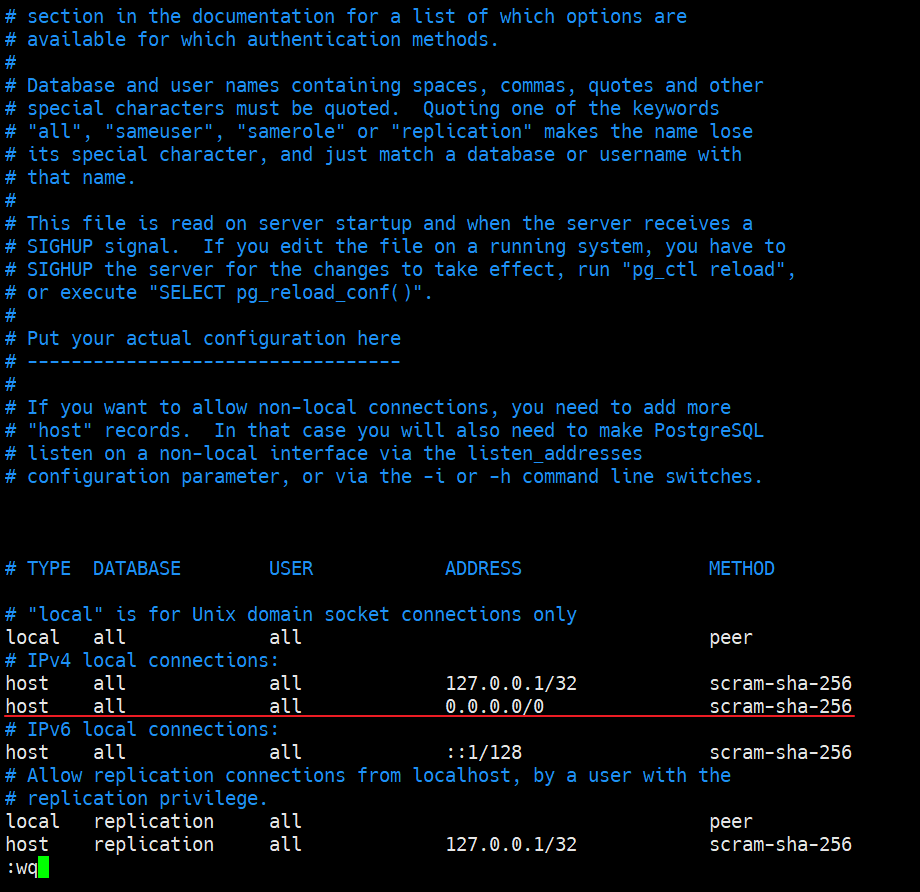 # section in the documentation for a list of which options are
# available for which authentication methods.
#
# Database and user names containing spaces, commas, quotes and other
# special characters must be quoted.  Quoting one of the keywords
# "all", "sameuser", "samerole" or "replication" makes the name lose
# its special character, and just match a database or username with
# that name.
#
# This file is read on server startup and when the server receives a
# SIGHUP signal.  If you edit the file on a running system, you have to
# SIGHUP the server for the changes to take effect, run "pg_ctl reload",
# or execute "SELECT pg_reload_conf()".
#
# Put your actual configuration here
# ----------------------------------
#
# If you want to allow non-local connections, you need to add more
# "host" records.  In that case you will also need to make PostgreSQL
# listen on a non-local interface via the listen_addresses
# configuration parameter, or via the -i or -h command line switches.
# TYPE  DATABASE        USER            ADDRESS                 METHOD
# "local" is for Unix domain socket connections only
local   all             all                                     peer
# IPv4 local connections:
host    all             all             127.0.0.1/32            scram-sha-256
host    all             all             0.0.0.0/0               scram-sha-256
# IPv6 local connections:
host    all             all             ::1/128                 scram-sha-256
# Allow replication connections from localhost, by a user with the
# replication privilege.
local   replication     all                                     peer
host    replication     all             127.0.0.1/32            scram-sha-256
:wq